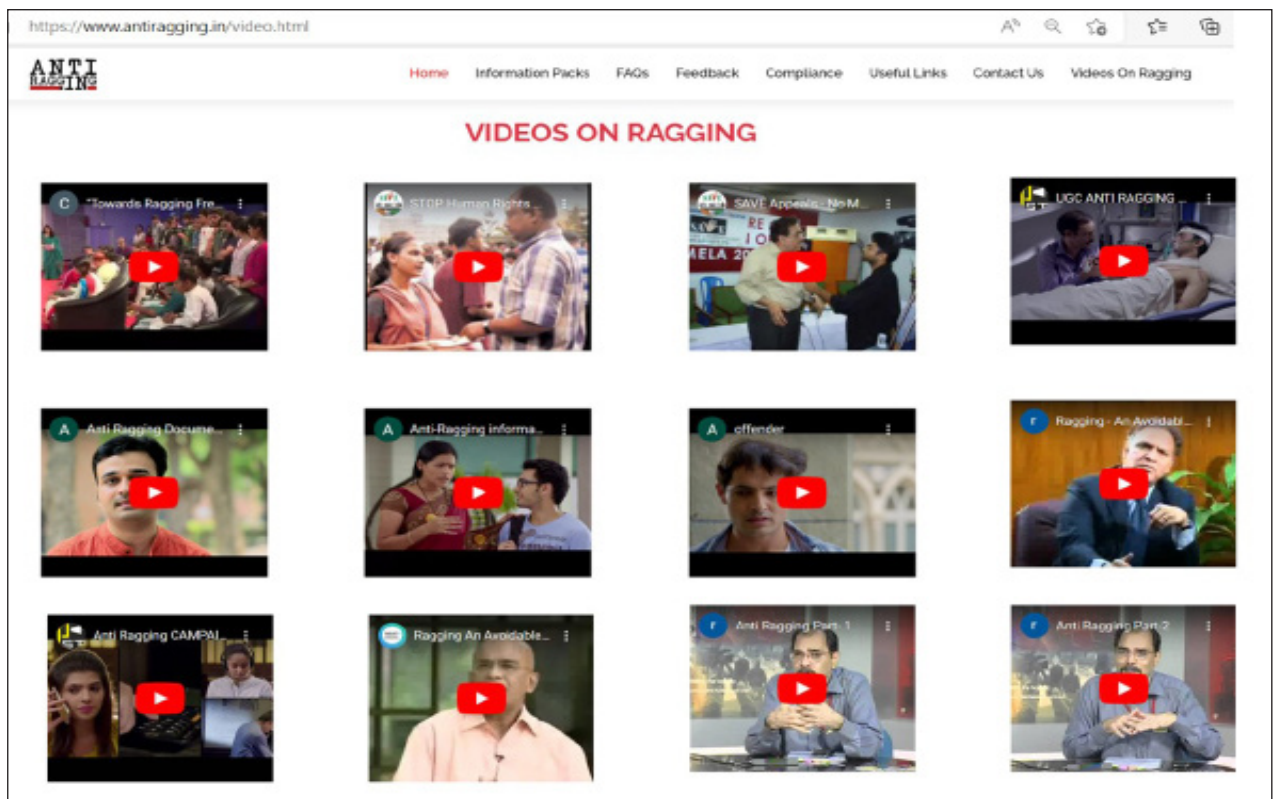 https://www.antiragging.in/video.html
ANTI
RAGGING
Home Information Packs FAQs Feedback Compliance Useful Links Contact Us Videos On Ragging
VIDEOS ON RAGGING
C "Towards Ragging Fre...
STOP Human Rights ...
SAVE Appeals - No M...
UGC ANTI RAGGING ...
RE
I O
MELA 20
A Anti Ragging Docume...
A Anti-Ragging informa...
A offender
r Ragging - An Avoidabl...
Anti Ragging CAMPAI...
Ragging An Avoidable...
r Anti Ragging Part- 1
r Anti Ragging Part-2